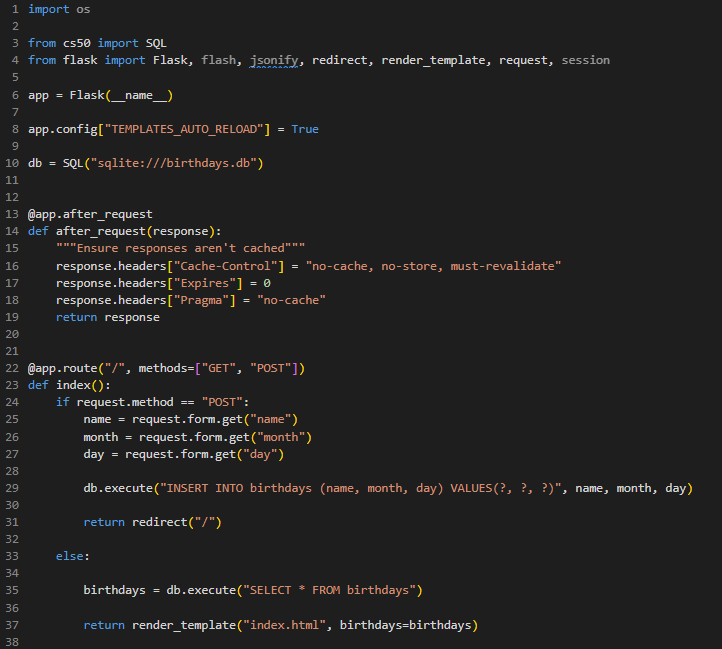 1 import os
2
3 from cs50 import SQL
4 from flask import Flask, flash, jsonify, redirect, render_template, request, session
5
6 app = Flask(__name__)
7
8 app.config["TEMPLATES_AUTO_RELOAD"] = True
9
10 db = SQL("sqlite:///birthdays.db")
11
12
13 @app.after_request
14 def after_request(response):
15     """Ensure responses aren't cached"""
16     response.headers["Cache-Control"] = "no-cache, no-store, must-revalidate"
17     response.headers["Expires"] = 0
18     response.headers["Pragma"] = "no-cache"
19     return response
20
21
22 @app.route("/", methods=["GET", "POST"])
23 def index():
24     if request.method == "POST":
25         name = request.form.get("name")
26         month = request.form.get("month")
27         day = request.form.get("day")
28
29         db.execute("INSERT INTO birthdays (name, month, day) VALUES(?, ?, ?)", name, month, day)
30
31         return redirect("/")
32
33     else:
34
35         birthdays = db.execute("SELECT * FROM birthdays")
36
37         return render_template("index.html", birthdays=birthdays)
38